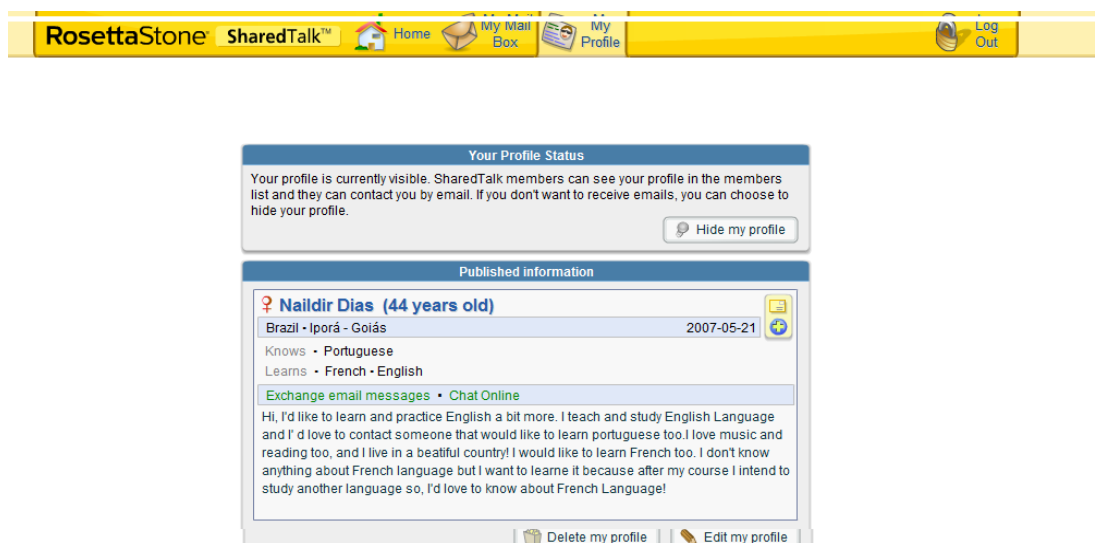 RosettaStone SharedTalk™ Home My Mail Box My Profile Log Out
Your Profile Status
Your profile is currently visible. SharedTalk members can see your profile in the members
list and they can contact you by email. If you don't want to receive emails, you can choose to
hide your profile.
Hide my profile
Published information
Naildir Dias (44 years old)
Brazil • Iporá - Goiás 2007-05-21
Knows • Portuguese
Learns • French • English
Exchange email messages • Chat Online
Hi, I'd like to learn and practice English a bit more. I teach and study English Language
and I' d love to contact someone that would like to learn portuguese too.I love music and
reading too, and I live in a beatiful country! I would like to learn French too. I don't know
anything about French language but I want to learne it because after my course I intend to
study another language so, I'd love to know about French Language!
Delete my profile Edit my profile